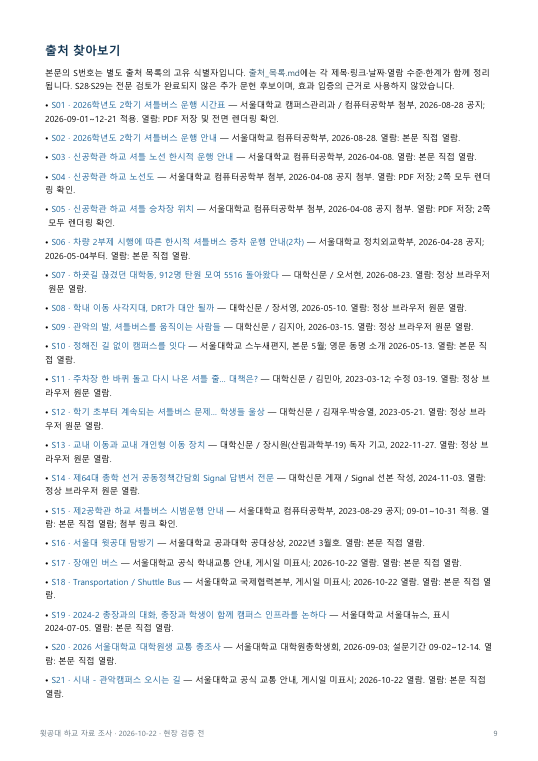 출처 찾아보기
본문의 S번호는 별도 출처 목록의 고유 식별자입니다. 출처_목록.md에는 각 제목·링크·날짜·열람 수준·한계가 함께 정리
됩니다. S28·S29는 전문 검토가 완료되지 않은 추가 문헌 후보이며, 효과 입증의 근거로 사용하지 않았습니다.
• S01 · 2026학년도 2학기 셔틀버스 운행 시간표 — 서울대학교 캠퍼스관리과 / 컴퓨터공학부 첨부, 2026-08-28 공지;
2026-09-01~12-21 적용. 열람: PDF 저장 및 전면 렌더링 확인.
• S02 · 2026학년도 2학기 셔틀버스 운행 안내 — 서울대학교 컴퓨터공학부, 2026-08-28. 열람: 본문 직접 열람.
• S03 · 신공학관 하교 셔틀 노선 한시적 운행 안내 — 서울대학교 컴퓨터공학부, 2026-04-08. 열람: 본문 직접 열람.
• S04 · 신공학관 하교 노선도 — 서울대학교 컴퓨터공학부 첨부, 2026-04-08 공지 첨부. 열람: PDF 저장; 2쪽 모두 렌더
링 확인.
• S05 · 신공학관 하교 셔틀 승차장 위치 — 서울대학교 컴퓨터공학부 첨부, 2026-04-08 공지 첨부. 열람: PDF 저장; 2쪽
모두 렌더링 확인.
• S06 · 차량 2부제 시행에 따른 한시적 셔틀버스 증차 운행 안내(2차) — 서울대학교 정치외교학부, 2026-04-28 공지;
2026-05-04부터. 열람: 본문 직접 열람.
• S07 · 하굣길 끊겼던 대학동, 912명 탄원 모여 5516 돌아왔다 — 대학신문 / 오서현, 2026-08-23. 열람: 정상 브라우저
원문 열람.
• S08 · 학내 이동 사각지대, DRT가 대안 될까 — 대학신문 / 장서영, 2026-05-10. 열람: 정상 브라우저 원문 열람.
• S09 · 관악의 발, 셔틀버스를 움직이는 사람들 — 대학신문 / 김지아, 2026-03-15. 열람: 정상 브라우저 원문 열람.
• S10 · 정해진 길 없이 캠퍼스를 잇다 — 서울대학교 스누새편지, 본문 5월; 영문 동명 소개 2026-05-13. 열람: 본문 직
접 열람.
• S11 · 주차장 한 바퀴 돌고 다시 나온 셔틀 줄… 대책은? — 대학신문 / 김민아, 2023-03-12; 수정 03-19. 열람: 정상 브
라우저 원문 열람.
• S12 · 학기 초부터 계속되는 셔틀버스 문제… 학생들 울상 — 대학신문 / 김재우·박승열, 2023-05-21. 열람: 정상 브라
우저 원문 열람.
• S13 · 교내 이동과 교내 개인형 이동 장치 — 대학신문 / 장시원(산림과학부·19) 독자 기고, 2022-11-27. 열람: 정상 브
라우저 원문 열람.
• S14 · 제64대 총학 선거 공동정책간담회 Signal 답변서 전문 — 대학신문 게재 / Signal 선본 작성, 2024-11-03. 열람:
정상 브라우저 원문 열람.
• S15 · 제2공학관 하교 셔틀버스 시범운행 안내 — 서울대학교 컴퓨터공학부, 2023-08-29 공지; 09-01~10-31 적용. 열
람: 본문 직접 열람; 첨부 링크 확인.
• S16 · 서울대 윗공대 탐방기 — 서울대학교 공과대학 공대상상, 2022년 3월호. 열람: 본문 직접 열람.
• S17 · 장애인 버스 — 서울대학교 공식 학내교통 안내, 게시일 미표시; 2026-10-22 열람. 열람: 본문 직접 열람.
• S18 · Transportation / Shuttle Bus — 서울대학교 국제협력본부, 게시일 미표시; 2026-10-22 열람. 열람: 본문 직접 열
람.
• S19 · 2024-2 총장과의 대화, 총장과 학생이 함께 캠퍼스 인프라를 논하다 — 서울대학교 서울대뉴스, 표시
2024-07-05. 열람: 본문 직접 열람.
• S20 · 2026 서울대학교 대학원생 교통 총조사 — 서울대학교 대학원총학생회, 2026-09-03; 설문기간 09-02~12-14. 열
람: 본문 직접 열람.
• S21 · 시내 - 관악캠퍼스 오시는 길 — 서울대학교 공식 교통 안내, 게시일 미표시; 2026-10-22 열람. 열람: 본문 직접
열람.
윗공대 하교 자료 조사 · 2026-10-22 · 현장 검증 전
9